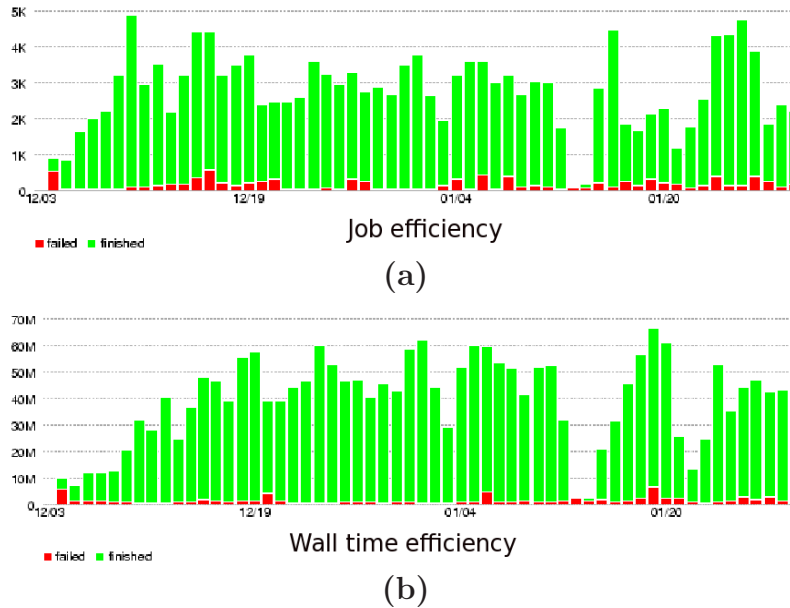 5K
4K
3K
2K
1K
0
12/03 12/19 01/04 01/20
Job efficiency
failed finished
(a)
70M
60M
50M
40M
30M
20M
10M
0
12/03 12/19 01/04 01/20
Wall time efficiency
failed finished
(b)